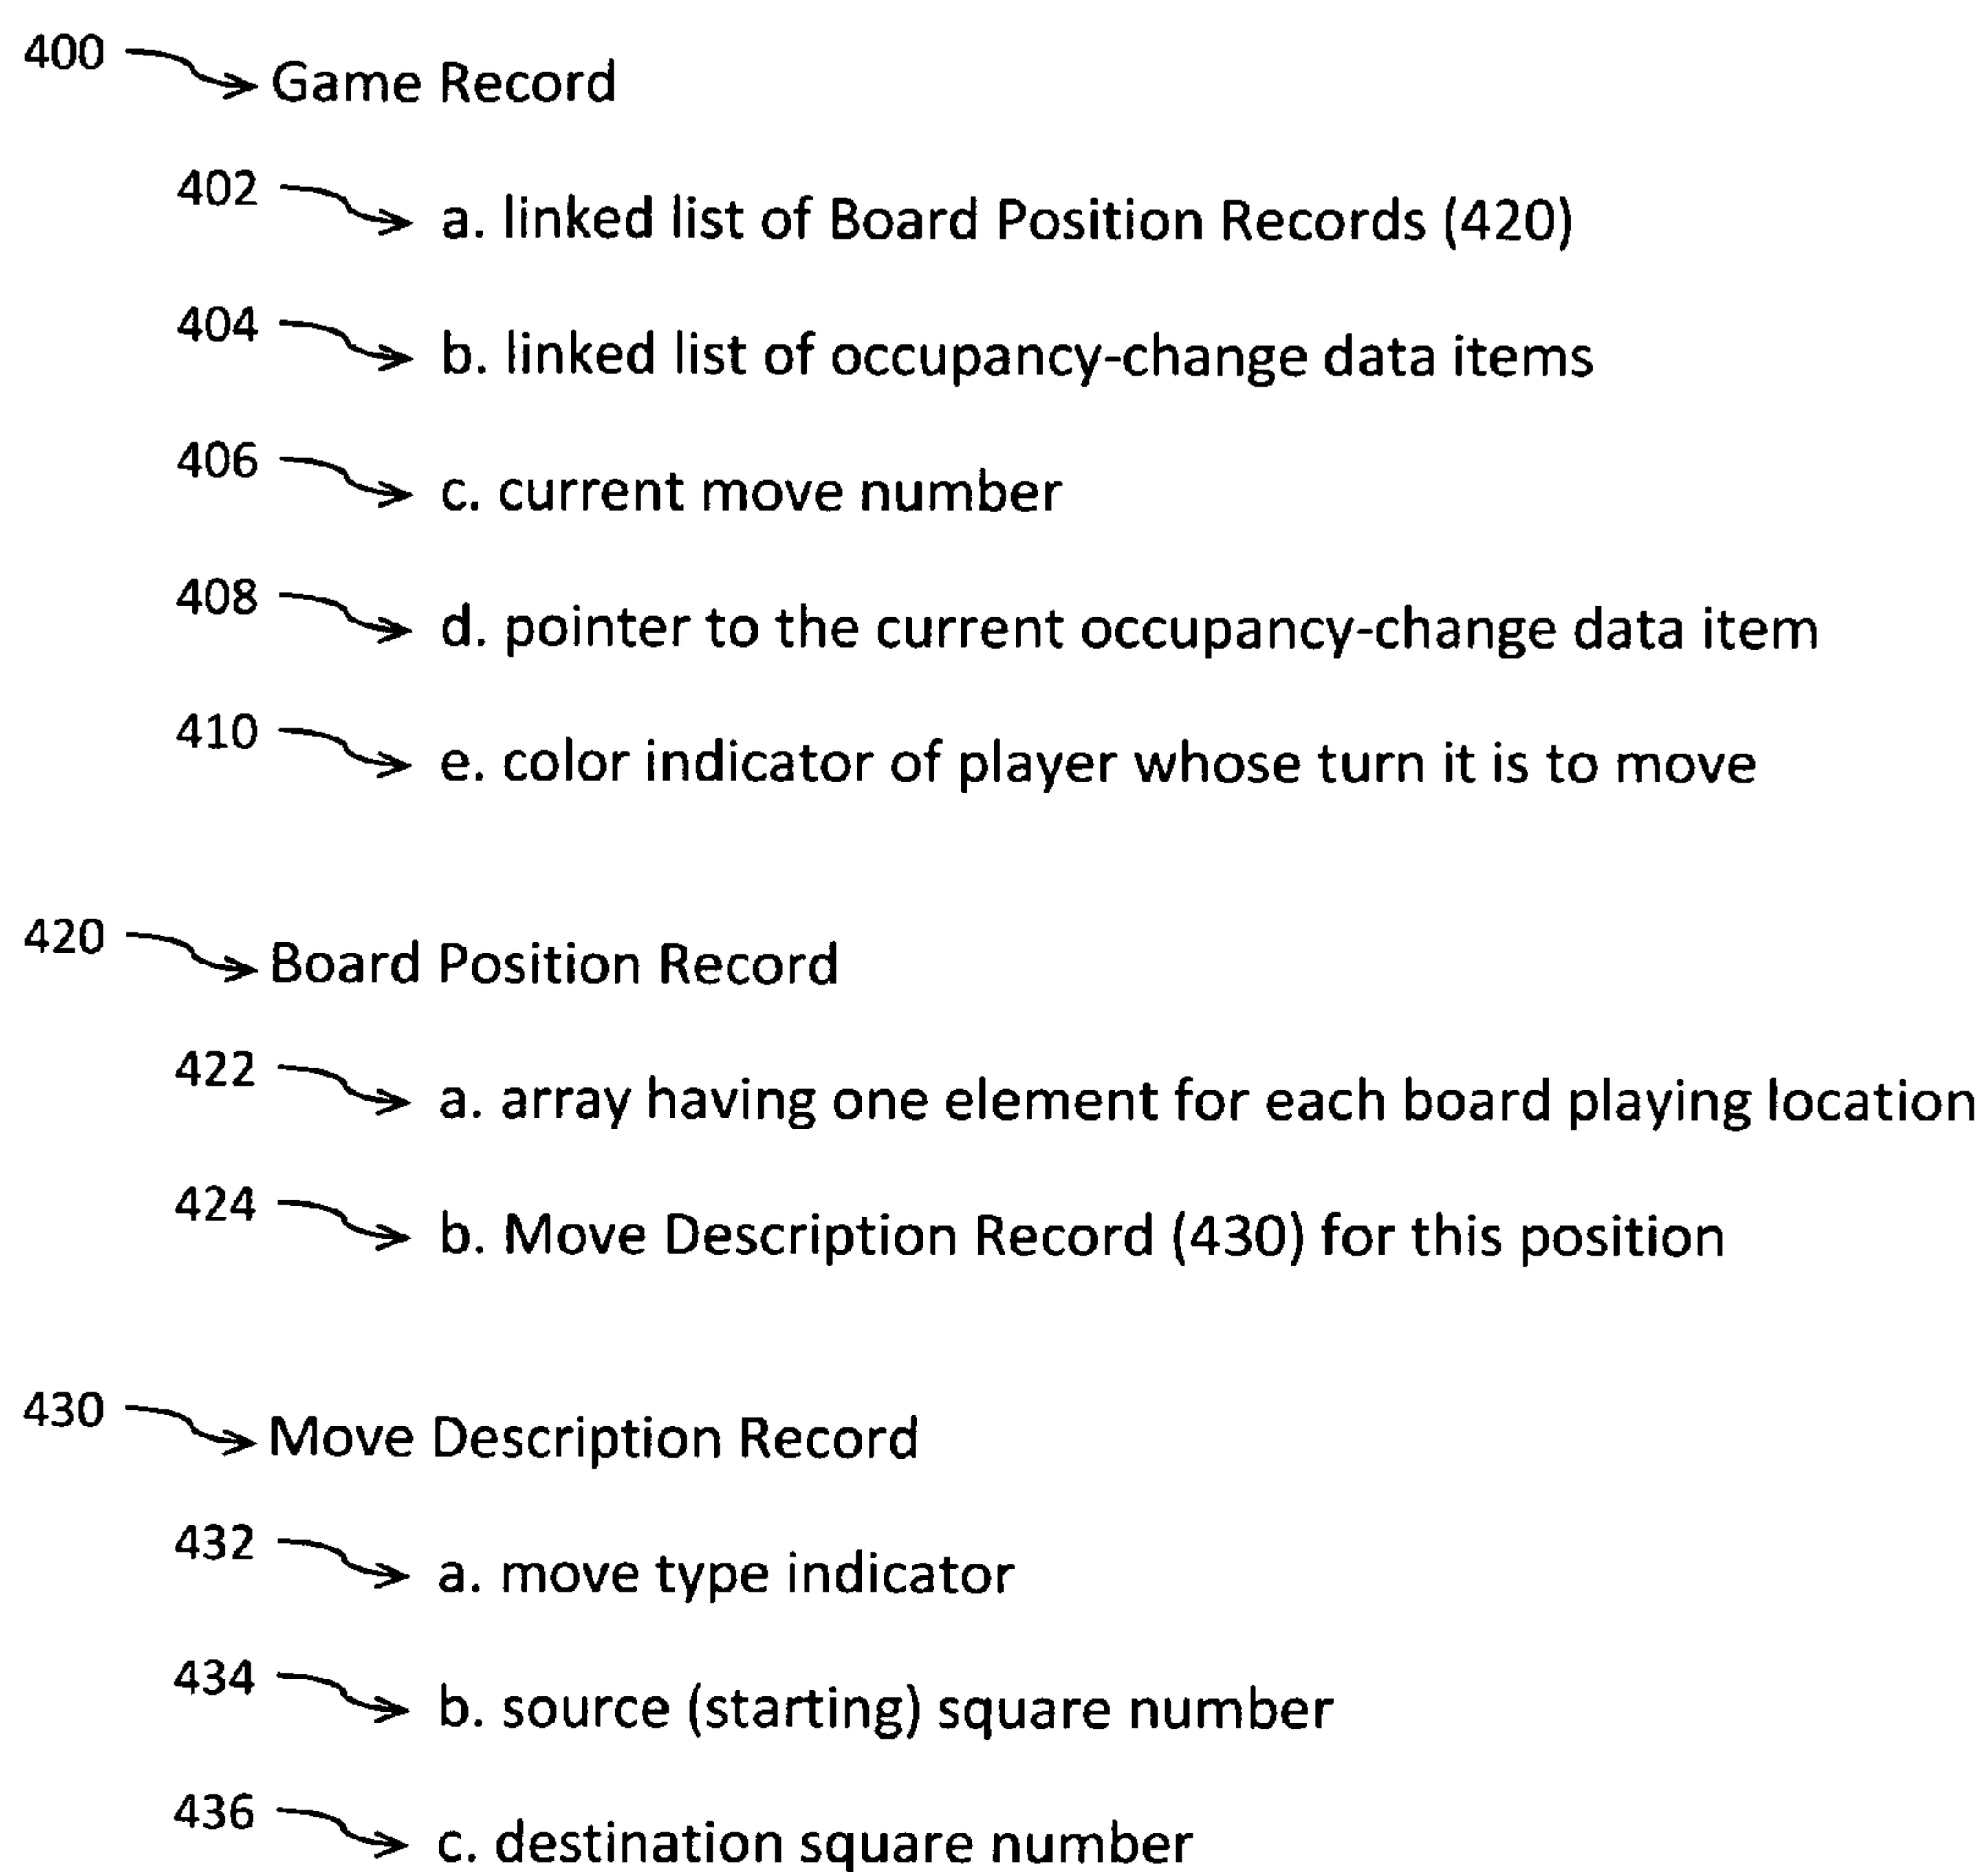 400 Game Record
402 a. linked list of Board Position Records (420)
404 b. linked list of occupancy-change data items
406 c. current move number
408 d. pointer to the current occupancy-change data item
410 e. color indicator of player whose turn it is to move
420 Board Position Record
422 a. array having one element for each board playing location
424 b. Move Description Record (430) for this position
430 Move Description Record
432 a. move type indicator
434 b. source (starting) square number
436 c. destination square number